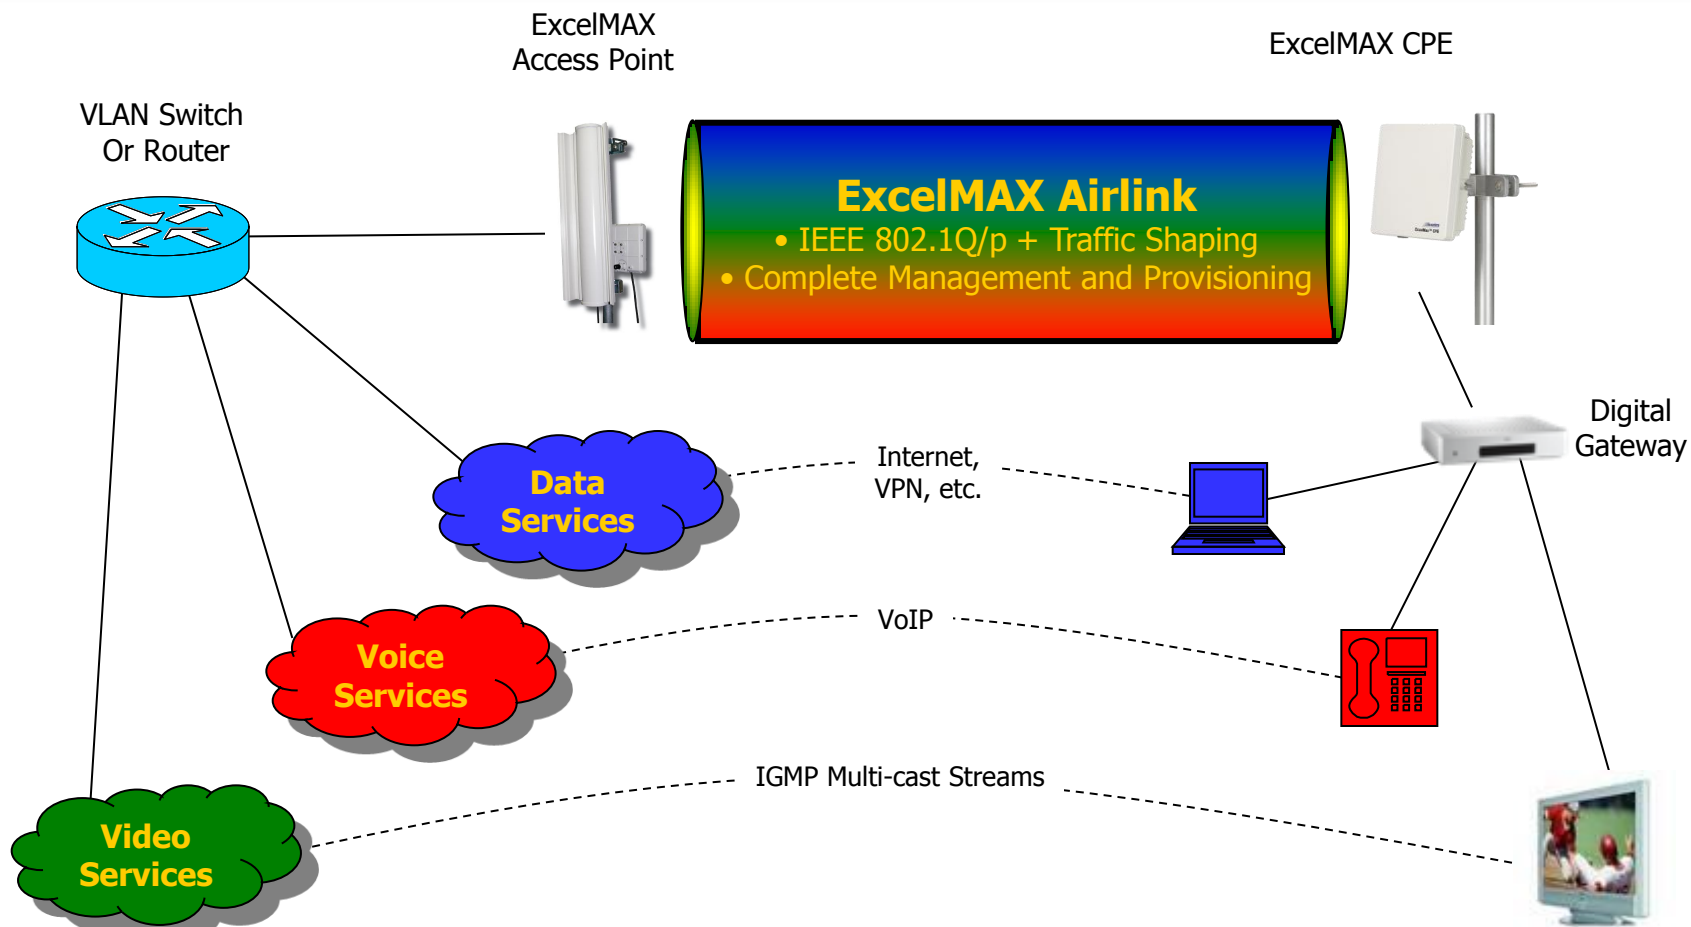 ExcelMAX
Access Point
ExcelMAX CPE
VLAN Switch
Or Router
ExcelMAX Airlink
• IEEE 802.1Q/p + Traffic Shaping
• Complete Management and Provisioning
Digital
Gateway
Internet,
VPN, etc.
Data
Services
VoIP
Voice
Services
IGMP Multi-cast Streams
Video
Services